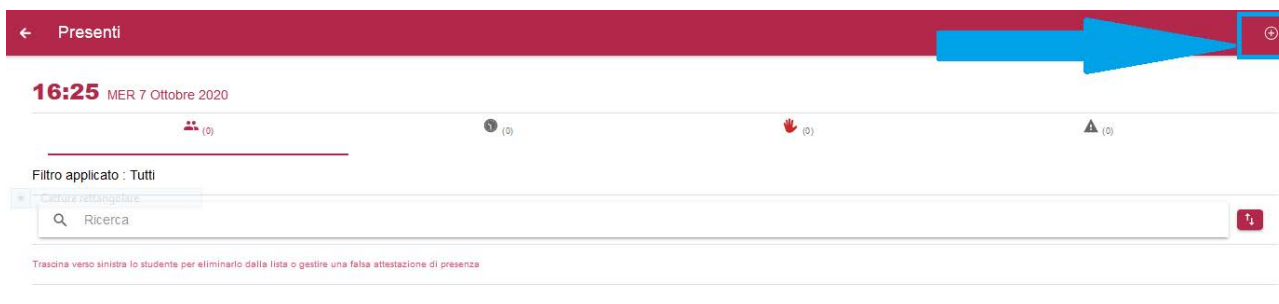 Presenti
16:25 MER 7 Ottobre 2020
(0) (0) (0) (0)
Filtro applicato : Tutti
Cattura rettangolare
Ricerca
Trascina verso sinistra lo studente per eliminarlo dalla lista o gestire una falsa attestazione di presenza